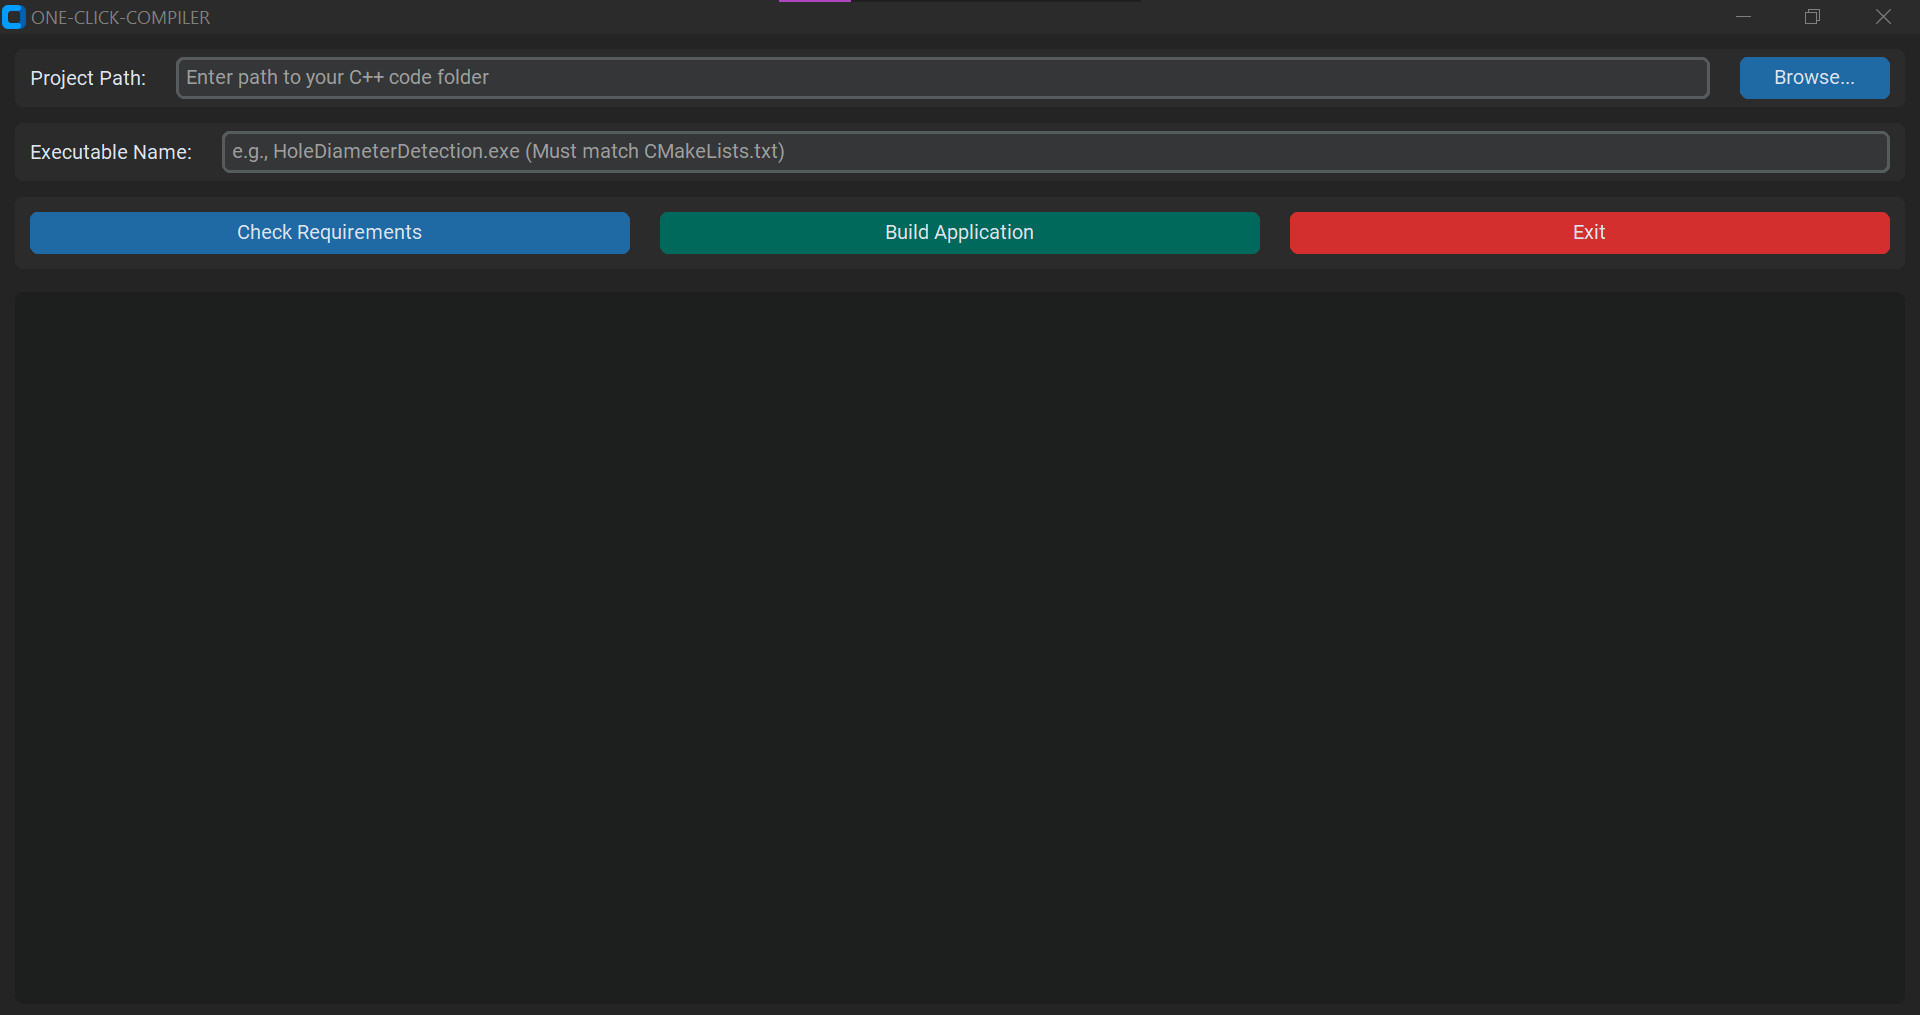 ONE-CLICK-COMPILER
Project Path: Enter path to your C++ code folder Browse...
Executable Name: e.g., HoleDiameterDetection.exe (Must match CMakeLists.txt)
Check Requirements Build Application Exit